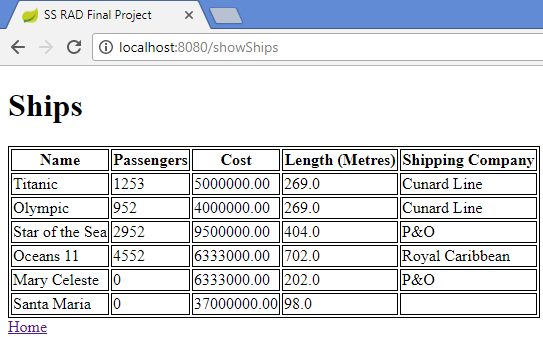 SS RAD Final Project
localhost:8080/showShips
Ships
Name Passengers Cost Length (Metres) Shipping Company
Titanic 1253 5000000.00 269.0 Cunard Line
Olympic 952 4000000.00 269.0 Cunard Line
Star of the Sea 2952 9500000.00 404.0 P&O
Oceans 11 4552 6333000.00 702.0 Royal Caribbean
Mary Celeste 0 6333000.00 202.0 P&O
Santa Maria 0 37000000.00 98.0
Home